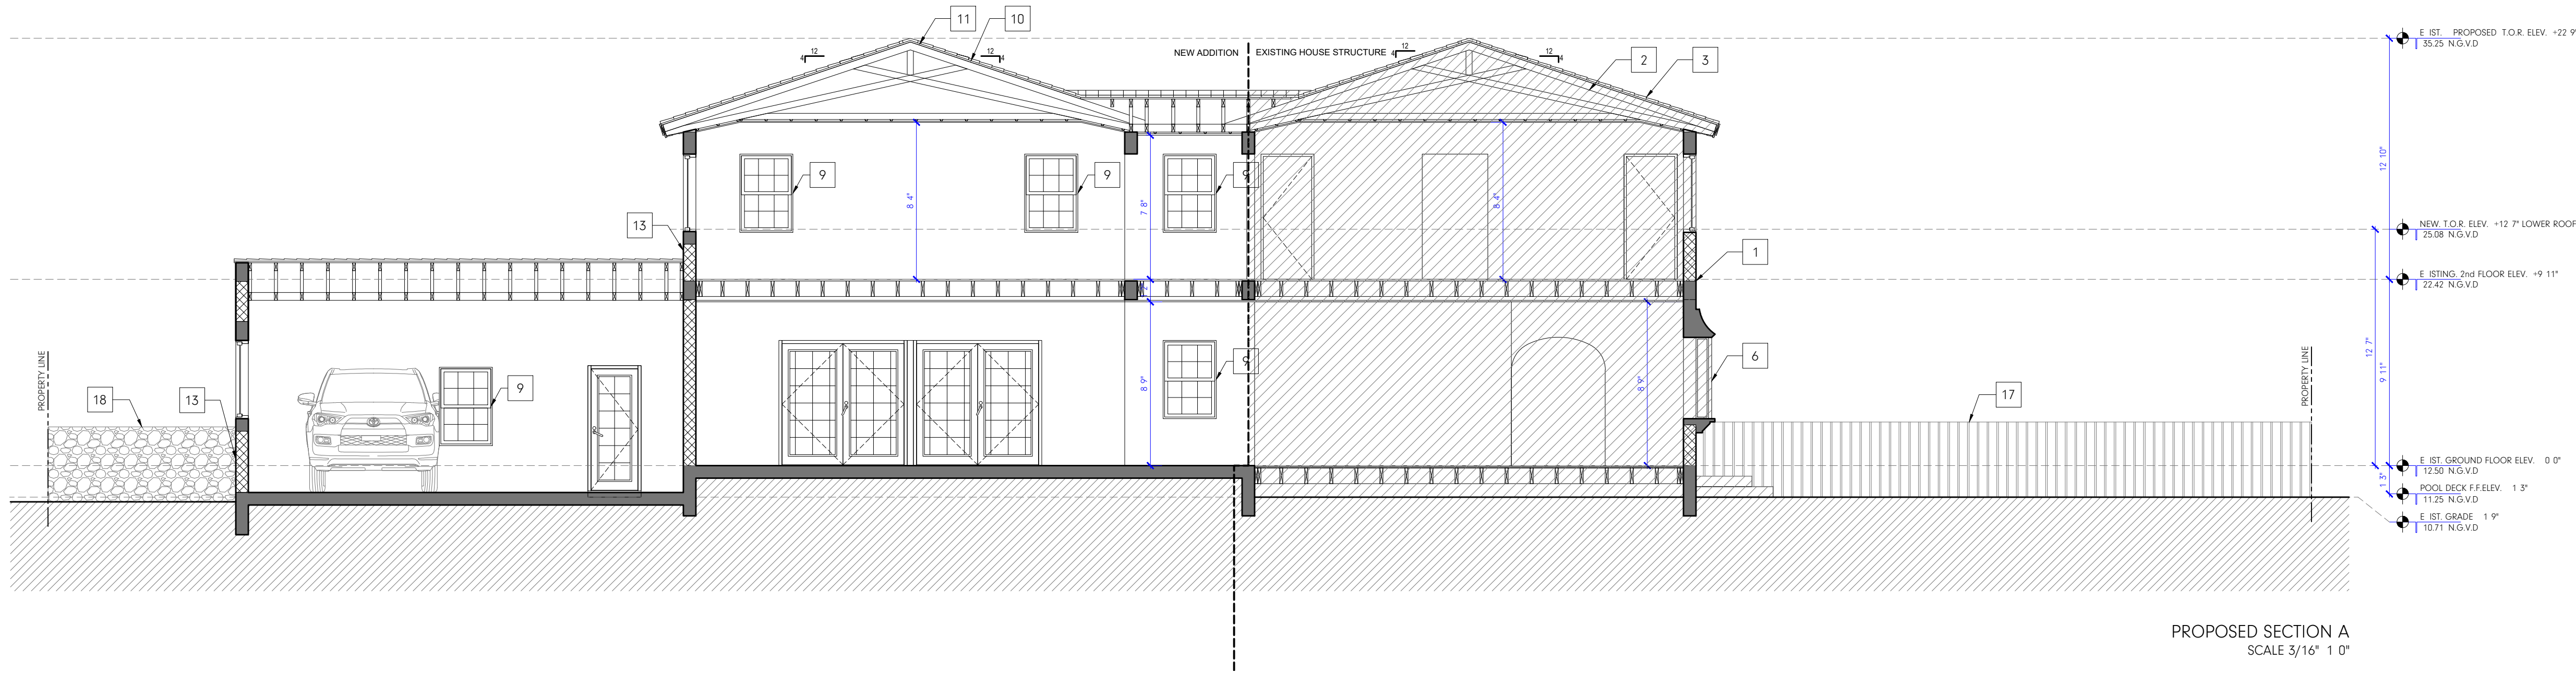 11
10
12
4
12
4
NEW ADDITION
EXISTING HOUSE STRUCTURE
12
4
12
4
2
3
E IST. PROPOSED T.O.R. ELEV. +22 9"
35.25 N.G.V.D
12 10"
9
9
9
8 4"
7 8"
8 4"
13
NEW. T.O.R. ELEV. +12 7" LOWER ROOF
25.08 N.G.V.D
1
E ISTING. 2nd FLOOR ELEV. +9 11"
22.42 N.G.V.D
PROPERTY LINE
18
13
9
8 9"
9
8 9"
6
17
PROPERTY LINE
12 7"
9 11"
E IST. GROUND FLOOR ELEV. 0 0"
12.50 N.G.V.D
1 3"
POOL DECK F.F.ELEV. 1 3"
11.25 N.G.V.D
E IST. GRADE 1 9"
10.71 N.G.V.D
PROPOSED SECTION A
SCALE 3/16" 1 0"